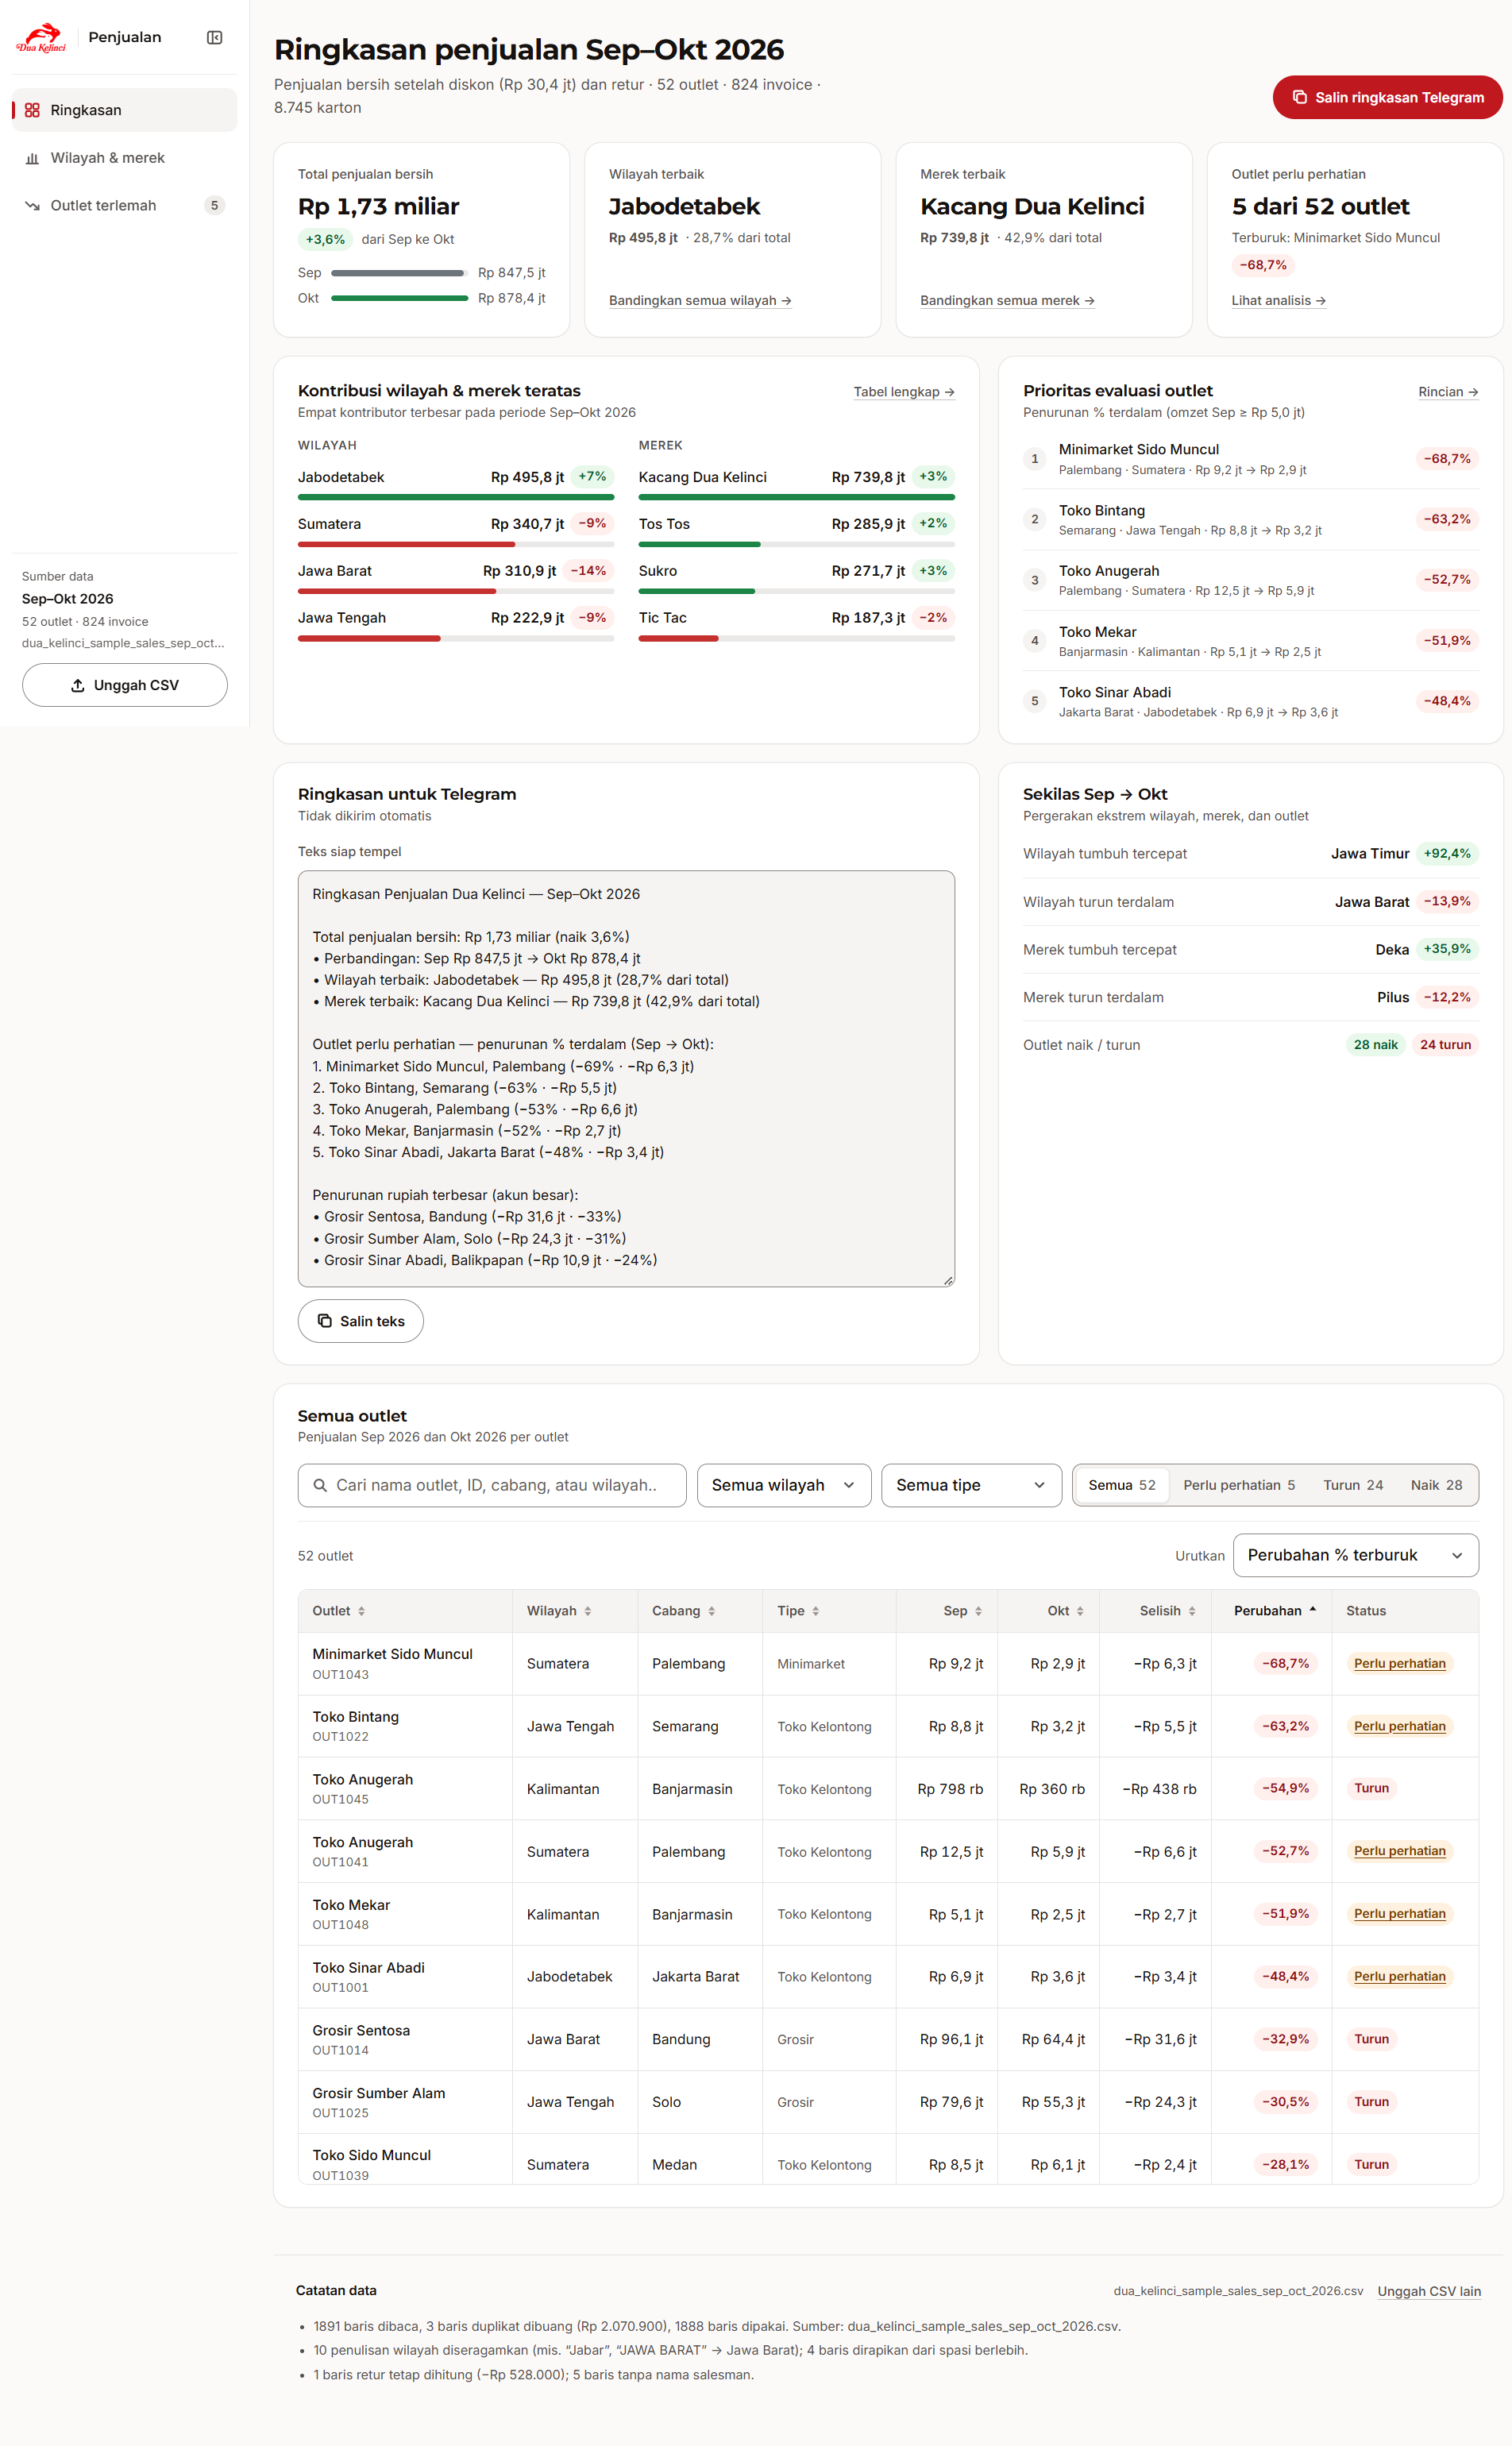 Dua Kelinci
Penjualan
Ringkasan
Wilayah & merek
Outlet terlemah 5
Sumber data
Sep–Okt 2026
52 outlet · 824 invoice
dua_kelinci_sample_sales_sep_oct...
Unggah CSV
Ringkasan penjualan Sep–Okt 2026
Penjualan bersih setelah diskon (Rp 30,4 jt) dan retur · 52 outlet · 824 invoice ·
8.745 karton
Salin ringkasan Telegram
Total penjualan bersih
Rp 1,73 miliar
+3,6% dari Sep ke Okt
Sep Rp 847,5 jt
Okt Rp 878,4 jt
Wilayah terbaik
Jabodetabek
Rp 495,8 jt · 28,7% dari total
Bandingkan semua wilayah →
Merek terbaik
Kacang Dua Kelinci
Rp 739,8 jt · 42,9% dari total
Bandingkan semua merek →
Outlet perlu perhatian
5 dari 52 outlet
Terburuk: Minimarket Sido Muncul
−68,7%
Lihat analisis →
Kontribusi wilayah & merek teratas
Tabel lengkap →
Empat kontributor terbesar pada periode Sep–Okt 2026
WILAYAH
Jabodetabek Rp 495,8 jt +7%
Sumatera Rp 340,7 jt −9%
Jawa Barat Rp 310,9 jt −14%
Jawa Tengah Rp 222,9 jt −9%
MEREK
Kacang Dua Kelinci Rp 739,8 jt +3%
Tos Tos Rp 285,9 jt +2%
Sukro Rp 271,7 jt +3%
Tic Tac Rp 187,3 jt −2%
Prioritas evaluasi outlet
Rincian →
Penurunan % terdalam (omzet Sep ≥ Rp 5,0 jt)
1 Minimarket Sido Muncul −68,7%
Palembang · Sumatera · Rp 9,2 jt → Rp 2,9 jt
2 Toko Bintang −63,2%
Semarang · Jawa Tengah · Rp 8,8 jt → Rp 3,2 jt
3 Toko Anugerah −52,7%
Palembang · Sumatera · Rp 12,5 jt → Rp 5,9 jt
4 Toko Mekar −51,9%
Banjarmasin · Kalimantan · Rp 5,1 jt → Rp 2,5 jt
5 Toko Sinar Abadi −48,4%
Jakarta Barat · Jabodetabek · Rp 6,9 jt → Rp 3,6 jt
Ringkasan untuk Telegram
Tidak dikirim otomatis
Teks siap tempel
Ringkasan Penjualan Dua Kelinci — Sep–Okt 2026
Total penjualan bersih: Rp 1,73 miliar (naik 3,6%)
• Perbandingan: Sep Rp 847,5 jt → Okt Rp 878,4 jt
• Wilayah terbaik: Jabodetabek — Rp 495,8 jt (28,7% dari total)
• Merek terbaik: Kacang Dua Kelinci — Rp 739,8 jt (42,9% dari total)
Outlet perlu perhatian — penurunan % terdalam (Sep → Okt):
1. Minimarket Sido Muncul, Palembang (−69% · −Rp 6,3 jt)
2. Toko Bintang, Semarang (−63% · −Rp 5,5 jt)
3. Toko Anugerah, Palembang (−53% · −Rp 6,6 jt)
4. Toko Mekar, Banjarmasin (−52% · −Rp 2,7 jt)
5. Toko Sinar Abadi, Jakarta Barat (−48% · −Rp 3,4 jt)
Penurunan rupiah terbesar (akun besar):
• Grosir Sentosa, Bandung (−Rp 31,6 jt · −33%)
• Grosir Sumber Alam, Solo (−Rp 24,3 jt · −31%)
• Grosir Sinar Abadi, Balikpapan (−Rp 10,9 jt · −24%)
Salin teks
Sekilas Sep → Okt
Pergerakan ekstrem wilayah, merek, dan outlet
Wilayah tumbuh tercepat Jawa Timur +92,4%
Wilayah turun terdalam Jawa Barat −13,9%
Merek tumbuh tercepat Deka +35,9%
Merek turun terdalam Pilus −12,2%
Outlet naik / turun 28 naik 24 turun
Semua outlet
Penjualan Sep 2026 dan Okt 2026 per outlet
Cari nama outlet, ID, cabang, atau wilayah.. Semua wilayah Semua tipe Semua 52 Perlu perhatian 5 Turun 24 Naik 28
52 outlet Urutkan Perubahan % terburuk
Outlet Wilayah Cabang Tipe Sep Okt Selisih Perubahan Status
Minimarket Sido Muncul Sumatera Palembang Minimarket Rp 9,2 jt Rp 2,9 jt −Rp 6,3 jt −68,7% Perlu perhatian
OUT1043
Toko Bintang Jawa Tengah Semarang Toko Kelontong Rp 8,8 jt Rp 3,2 jt −Rp 5,5 jt −63,2% Perlu perhatian
OUT1022
Toko Anugerah Kalimantan Banjarmasin Toko Kelontong Rp 798 rb Rp 360 rb −Rp 438 rb −54,9% Turun
OUT1045
Toko Anugerah Sumatera Palembang Toko Kelontong Rp 12,5 jt Rp 5,9 jt −Rp 6,6 jt −52,7% Perlu perhatian
OUT1041
Toko Mekar Kalimantan Banjarmasin Toko Kelontong Rp 5,1 jt Rp 2,5 jt −Rp 2,7 jt −51,9% Perlu perhatian
OUT1048
Toko Sinar Abadi Jabodetabek Jakarta Barat Toko Kelontong Rp 6,9 jt Rp 3,6 jt −Rp 3,4 jt −48,4% Perlu perhatian
OUT1001
Grosir Sentosa Jawa Barat Bandung Grosir Rp 96,1 jt Rp 64,4 jt −Rp 31,6 jt −32,9% Turun
OUT1014
Grosir Sumber Alam Jawa Tengah Solo Grosir Rp 79,6 jt Rp 55,3 jt −Rp 24,3 jt −30,5% Turun
OUT1025
Toko Sido Muncul Sumatera Medan Toko Kelontong Rp 8,5 jt Rp 6,1 jt −Rp 2,4 jt −28,1% Turun
OUT1039
Catatan data dua_kelinci_sample_sales_sep_oct_2026.csv Unggah CSV lain
• 1891 baris dibaca, 3 baris duplikat dibuang (Rp 2.070.900), 1888 baris dipakai. Sumber: dua_kelinci_sample_sales_sep_oct_2026.csv.
• 10 penulisan wilayah diseragamkan (mis. “Jabar”, “JAWA BARAT” → Jawa Barat); 4 baris dirapikan dari spasi berlebih.
• 1 baris retur tetap dihitung (−Rp 528.000); 5 baris tanpa nama salesman.